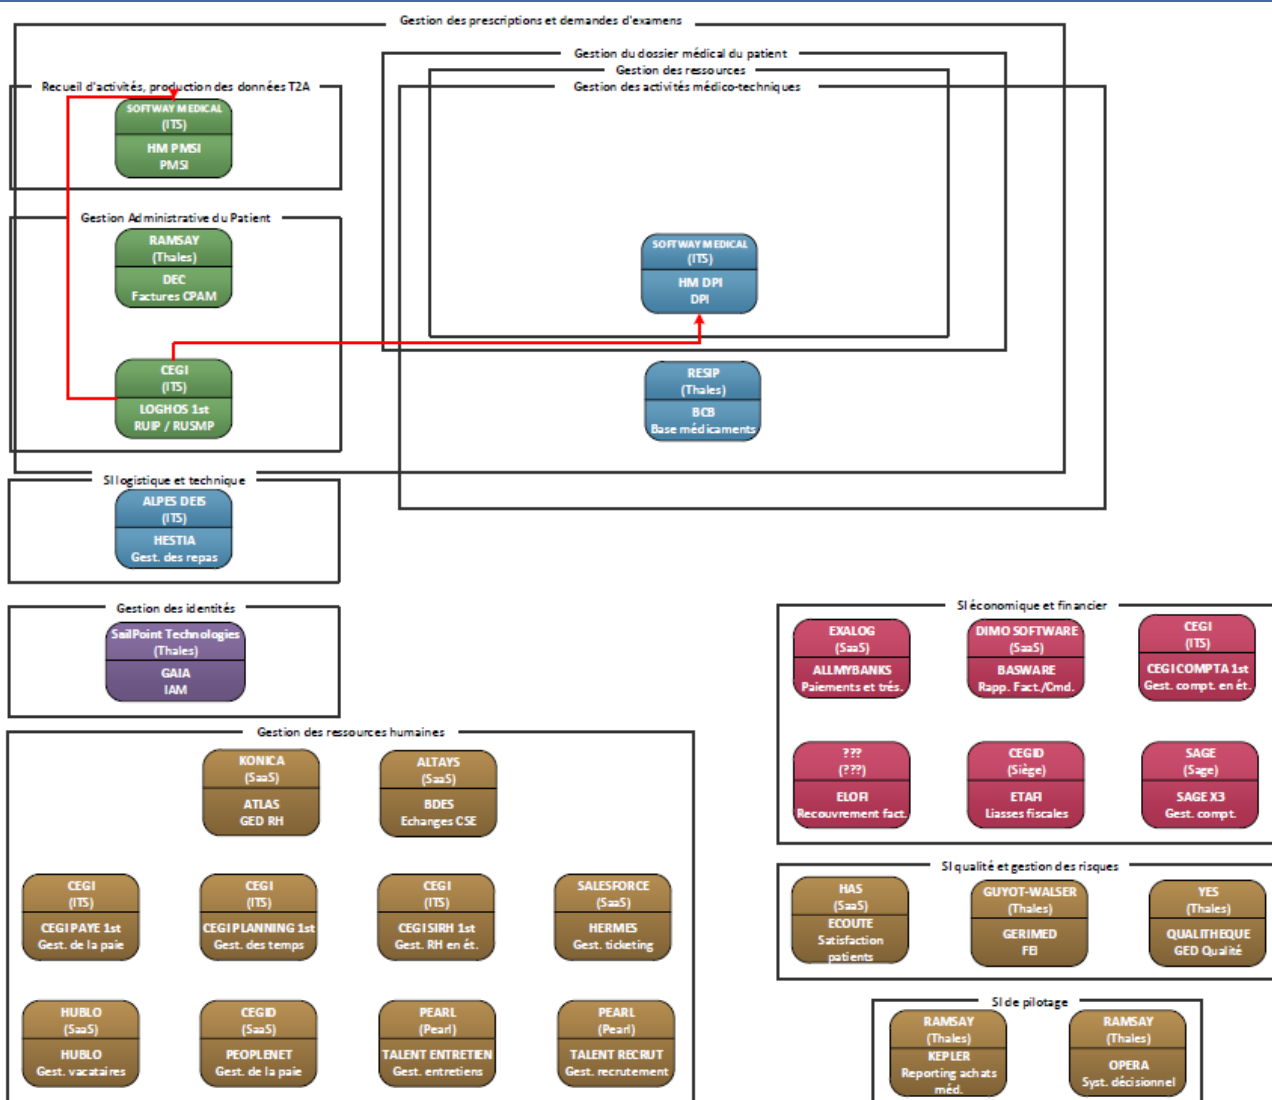 Gestion des prescriptions et demandes d'examens
Gestion du dossier médical du patient
Gestion des ressources
Gestion des activités médico-techniques
Recueil d'activités, production des données T2A
SOFTWAY MEDICAL
(ITS)
HM PMSI
PMSI
Gestion Administrative du Patient
RAMSAY
(Thales)
DEC
Factures CPAM
SOFTWAY MEDICAL
(ITS)
HM DPI
DPI
CEGI
(ITS)
LOGHOS 1st
RUIP / RUSMP
RESIP
(Thales)
BCB
Base médicaments
SI logistique et technique
ALPES DEIS
(ITS)
HESTIA
Gest. des repas
Gestion des identités
SailPoint Technologies
(Thales)
GAIA
IAM
SI économique et financier
EXALOG
(SaaS)
ALLMYBANKS
Paiements et trés.
DIMO SOFTWARE
(SaaS)
BASWARE
Rapp. Fact./Cmd.
CEGI
(ITS)
CEGI COMPTA 1st
Gest. compt. en ét.
???
(???)
ELOFI
Recouvrement fact.
CEGID
(Siège)
ETAFI
Liasses fiscales
SAGE
(Sage)
SAGE X3
Gest. compt.
Gestion des ressources humaines
KONICA
(SaaS)
ATLAS
GED RH
ALTAYS
(SaaS)
BDES
Echanges CSE
CEGI
(ITS)
CEGI PAYE 1st
Gest. de la paie
CEGI
(ITS)
CEGI PLANNING 1st
Gest. des temps
CEGI
(ITS)
CEGI SIRH 1st
Gest. RH en ét.
SALESFORCE
(SaaS)
HERMES
Gest. ticketing
HUBLO
(SaaS)
HUBLO
Gest. vacataires
CEGID
(SaaS)
PEOPLENET
Gest. de la paie
PEARL
(Pearl)
TALENT ENTRETIEN
Gest. entretiens
PEARL
(Pearl)
TALENT RECRUT
Gest. recrutement
SI qualité et gestion des risques
HAS
(SaaS)
ECOUTE
Satisfaction
patients
GUYOT-WALSER
(Thales)
GERIMED
FEI
YES
(Thales)
QUALITHEQUE
GED Qualité
SI de pilotage
RAMSAY
(Thales)
KEPLER
Reporting achats
méd.
RAMSAY
(Thales)
OPERA
Syst. décisionnel